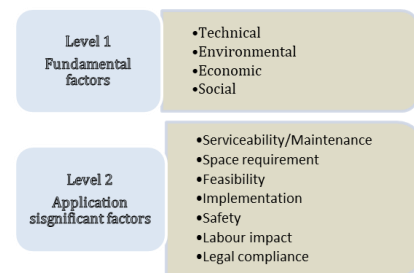 Level 1
Fundamental
factors
•Technical
•Environmental
•Economic
•Social
Level 2
Application
sisgnificant factors
•Serviceability/Maintenance
•Space requirement
•Feasibility
•Implementation
•Safety
•Labour impact
•Legal compliance